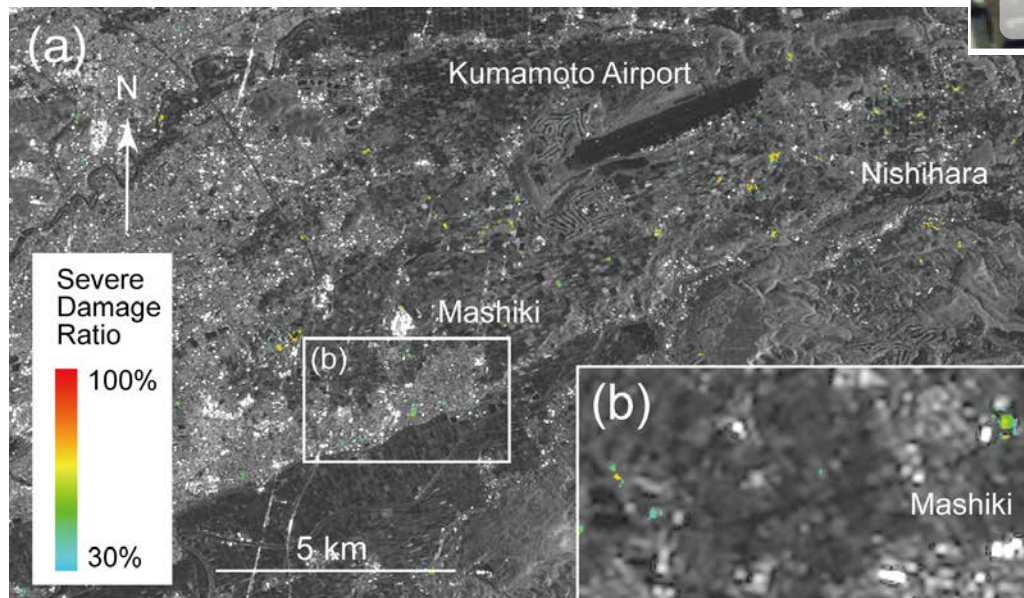 (a)
N
Kumamoto Airport
Nishihara
Severe
Damage
Ratio
100%
30%
Mashiki
(b)
5 km
(b)
Mashiki